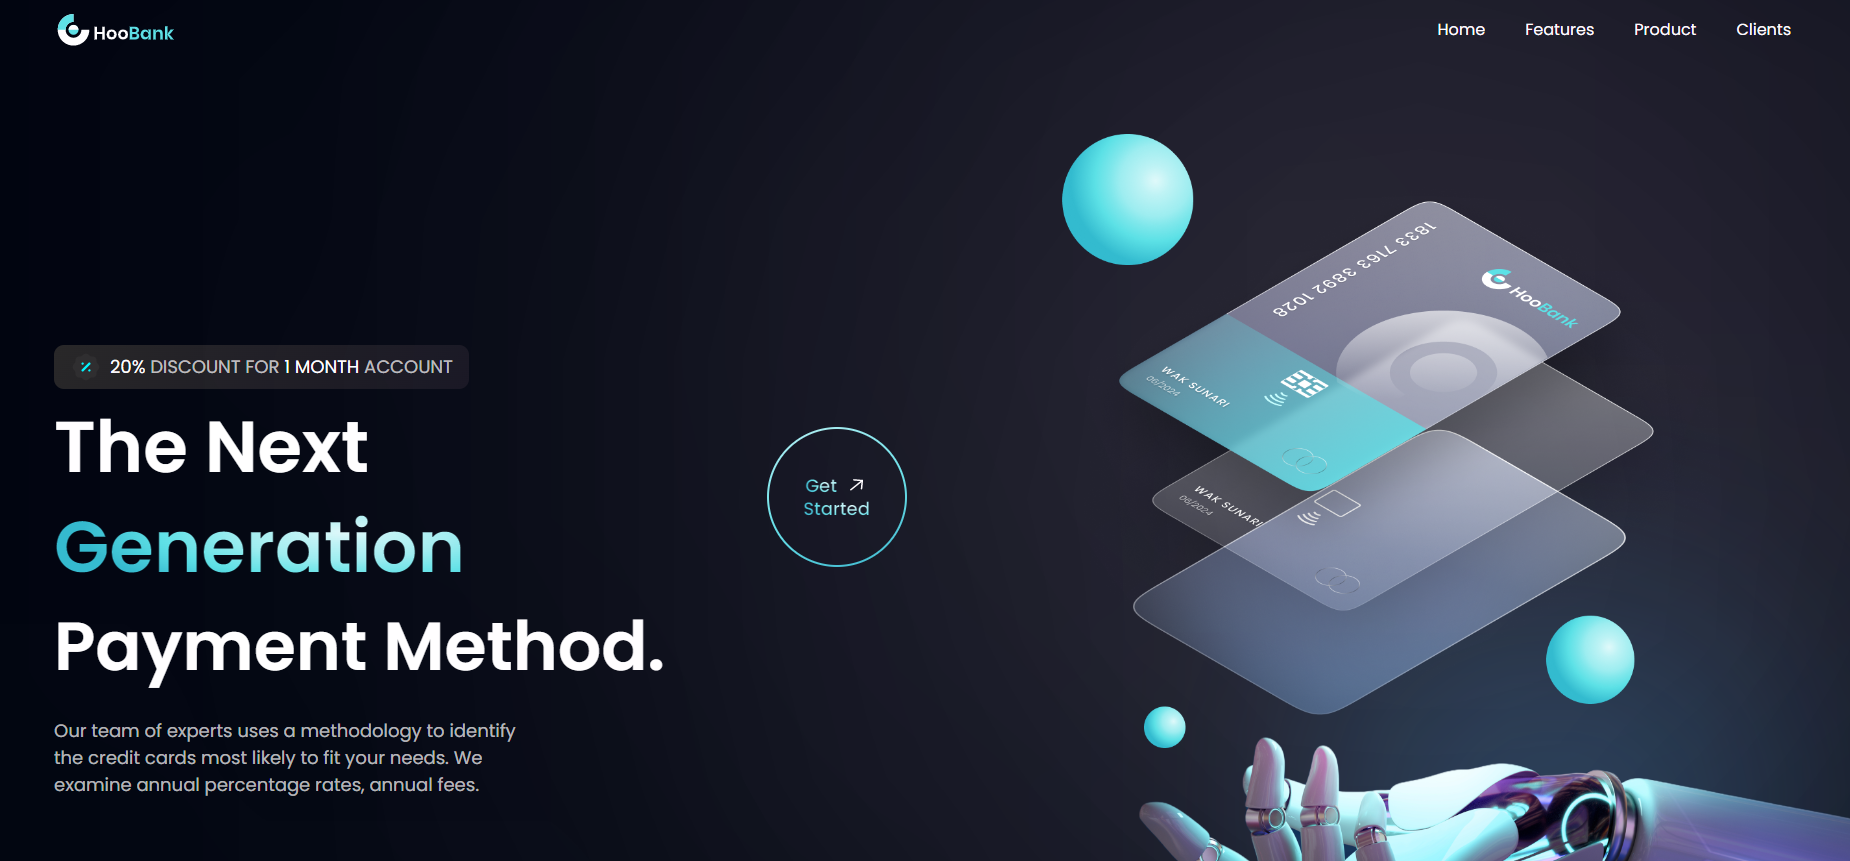 HooBank
Home Features Product Clients
20% DISCOUNT FOR 1 MONTH ACCOUNT
The Next
Generation
Payment Method.
Our team of experts uses a methodology to identify
the credit cards most likely to fit your needs. We
examine annual percentage rates, annual fees.
Get
Started
1833 7163 3892 1028
HooBank
WAK SUNARI
06/2024
WAK SUNARI
06/2024